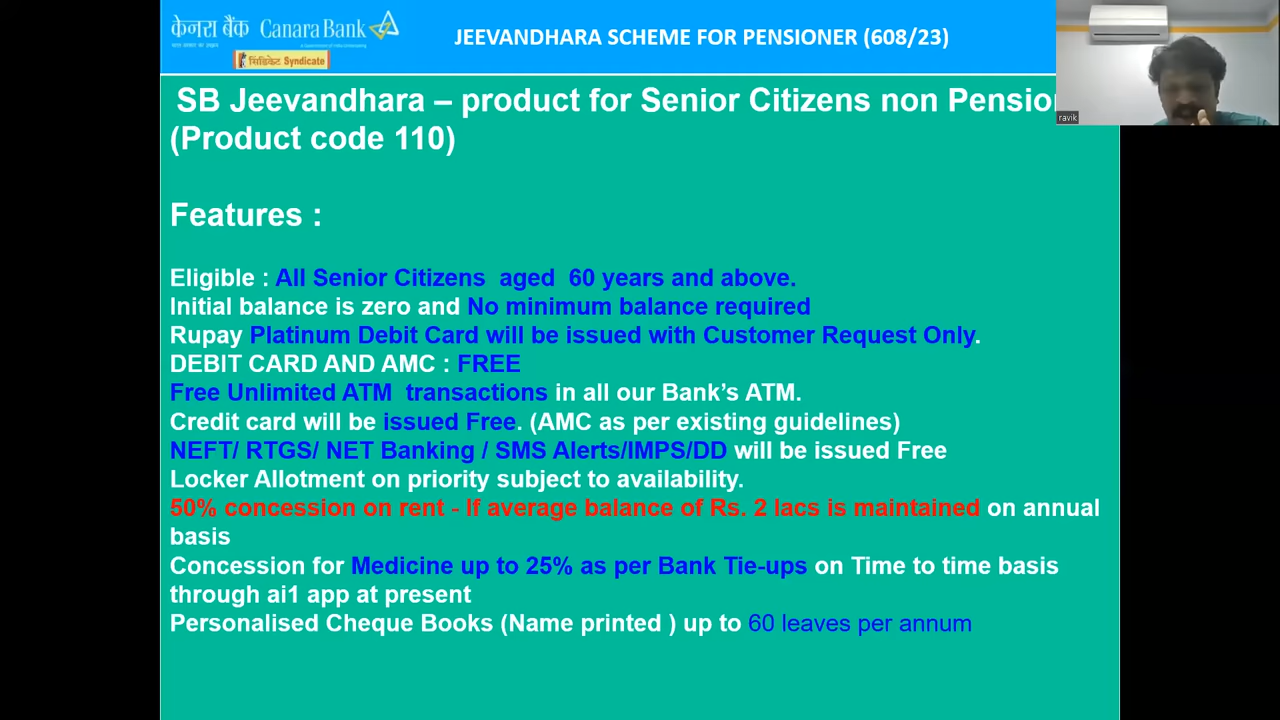 केनरा बैंक Canara Bank
सिंडिकेट Syndicate
JEEVANDHARA SCHEME FOR PENSIONER (608/23)
ravik
SB Jeevandhara – product for Senior Citizens non
(Product code 110)
Features :
Eligible : All Senior Citizens aged 60 years and above.
Initial balance is zero and No minimum balance required
Rupay Platinum Debit Card will be issued with Customer Request Only.
DEBIT CARD AND AMC : FREE
Free Unlimited ATM transactions in all our Bank’s ATM.
Credit card will be issued Free. (AMC as per existing guidelines)
NEFT/ RTGS/ NET Banking / SMS Alerts/IMPS/DD will be issued Free
Locker Allotment on priority subject to availability.
50% concession on rent - If average balance of Rs. 2 lacs is maintained on annual
basis
Concession for Medicine up to 25% as per Bank Tie-ups on Time to time basis
through ai1 app at present
Personalised Cheque Books (Name printed ) up to 60 leaves per annum